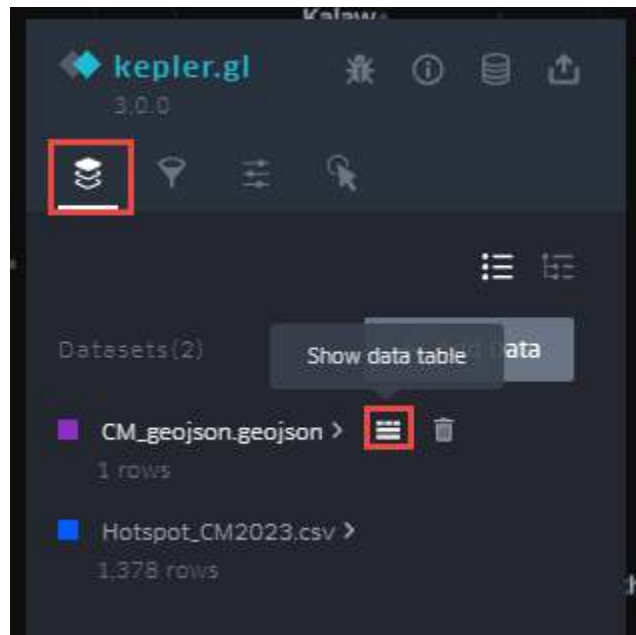 Kalaw
kepler.gl
3.0.0
Datasets(2)
Show data table
ata
CM_geojson.geojson
1 rows
Hotspot_CM2023.csv
1,378 rows